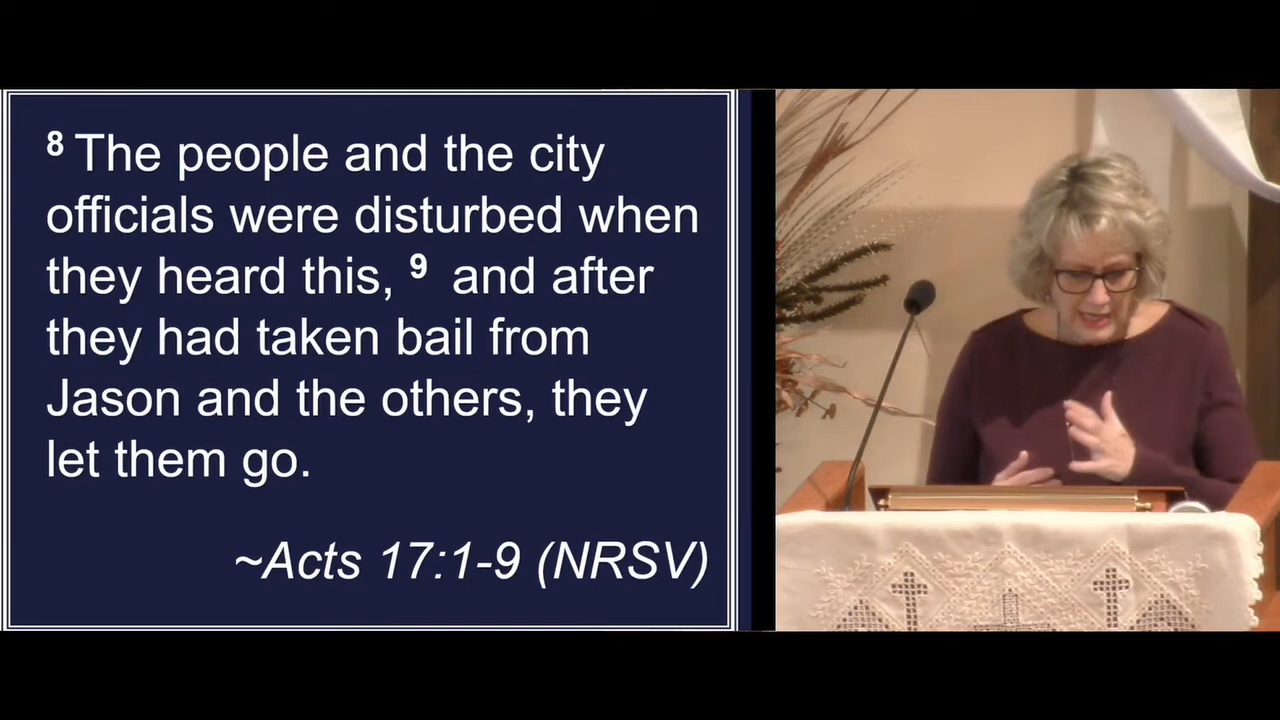 8 The people and the city
officials were disturbed when
they heard this, 9 and after
they had taken bail from
Jason and the others, they
let them go.
~Acts 17:1-9 (NRSV)